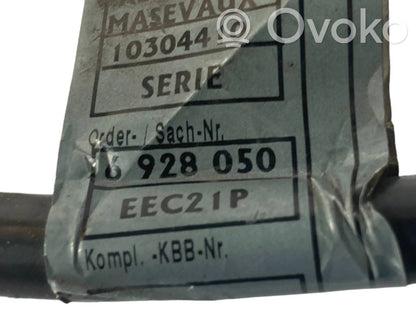 Ovoko
MASEVAUX
103044
SERIE
Order- / Sach-Nr.
6 928 050
EEC21P
Kompl. -KBB-Nr.